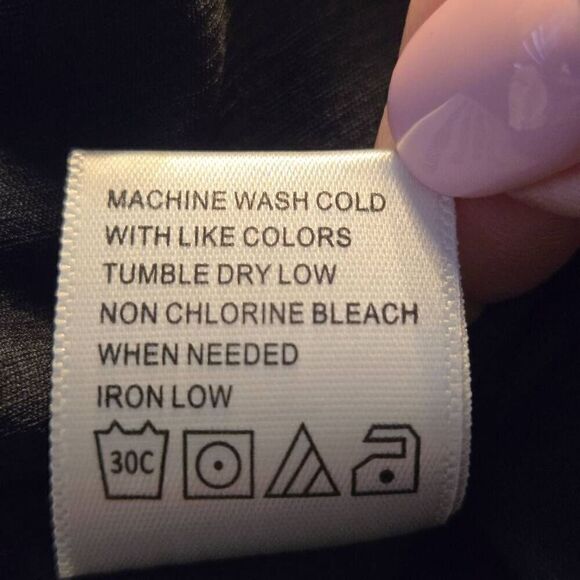 MACHINE WASH COLD
WITH LIKE COLORS
TUMBLE DRY LOW
NON CHLORINE BLEACH
WHEN NEEDED
IRON LOW
30C